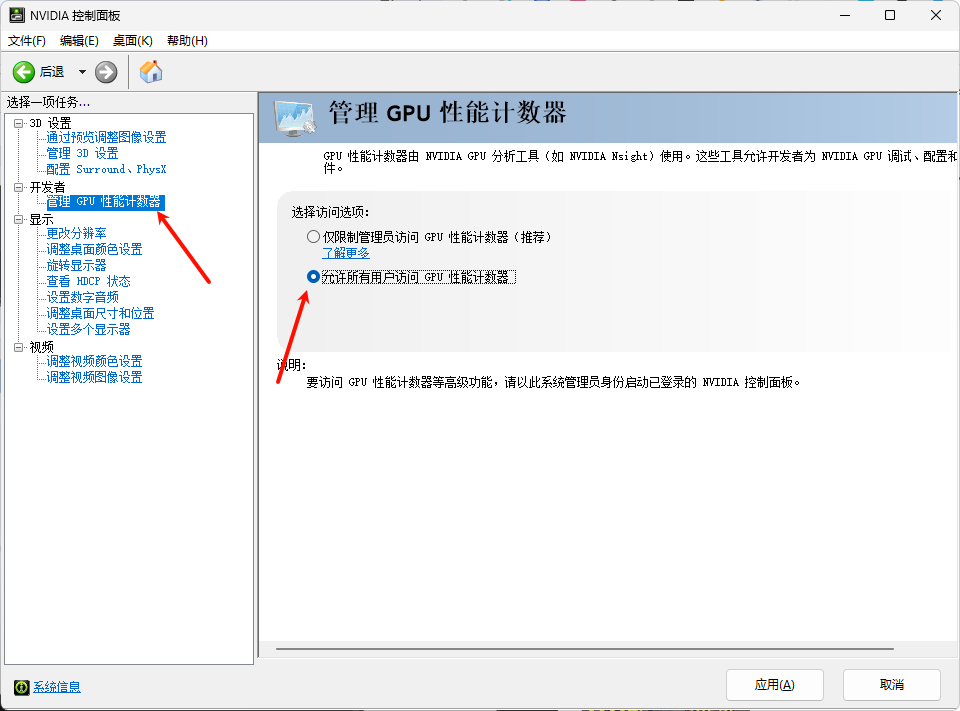 NVIDIA 控制面板
文件(F) 编辑(E) 桌面(K) 帮助(H)
后退
选择一项任务...
3D 设置
通过预览调整图像设置
管理 3D 设置
配置 Surround、PhysX
开发者
管理 GPU 性能计数器
显示
更改分辨率
调整桌面颜色设置
旋转显示器
查看 HDCP 状态
设置数字音频
调整桌面尺寸和位置
设置多个显示器
视频
调整视频颜色设置
调整视频图像设置
管理 GPU 性能计数器
GPU 性能计数器由 NVIDIA GPU 分析工具（如 NVIDIA Nsight）使用。这些工具允许开发者为 NVIDIA GPU 调试、配置和
件。
选择访问选项:
仅限制管理员访问 GPU 性能计数器（推荐）
了解更多
允许所有用户访问 GPU 性能计数器
说明:
要访问 GPU 性能计数器等高级功能，请以此系统管理员身份启动已登录的 NVIDIA 控制面板。
系统信息
应用(A) 取消